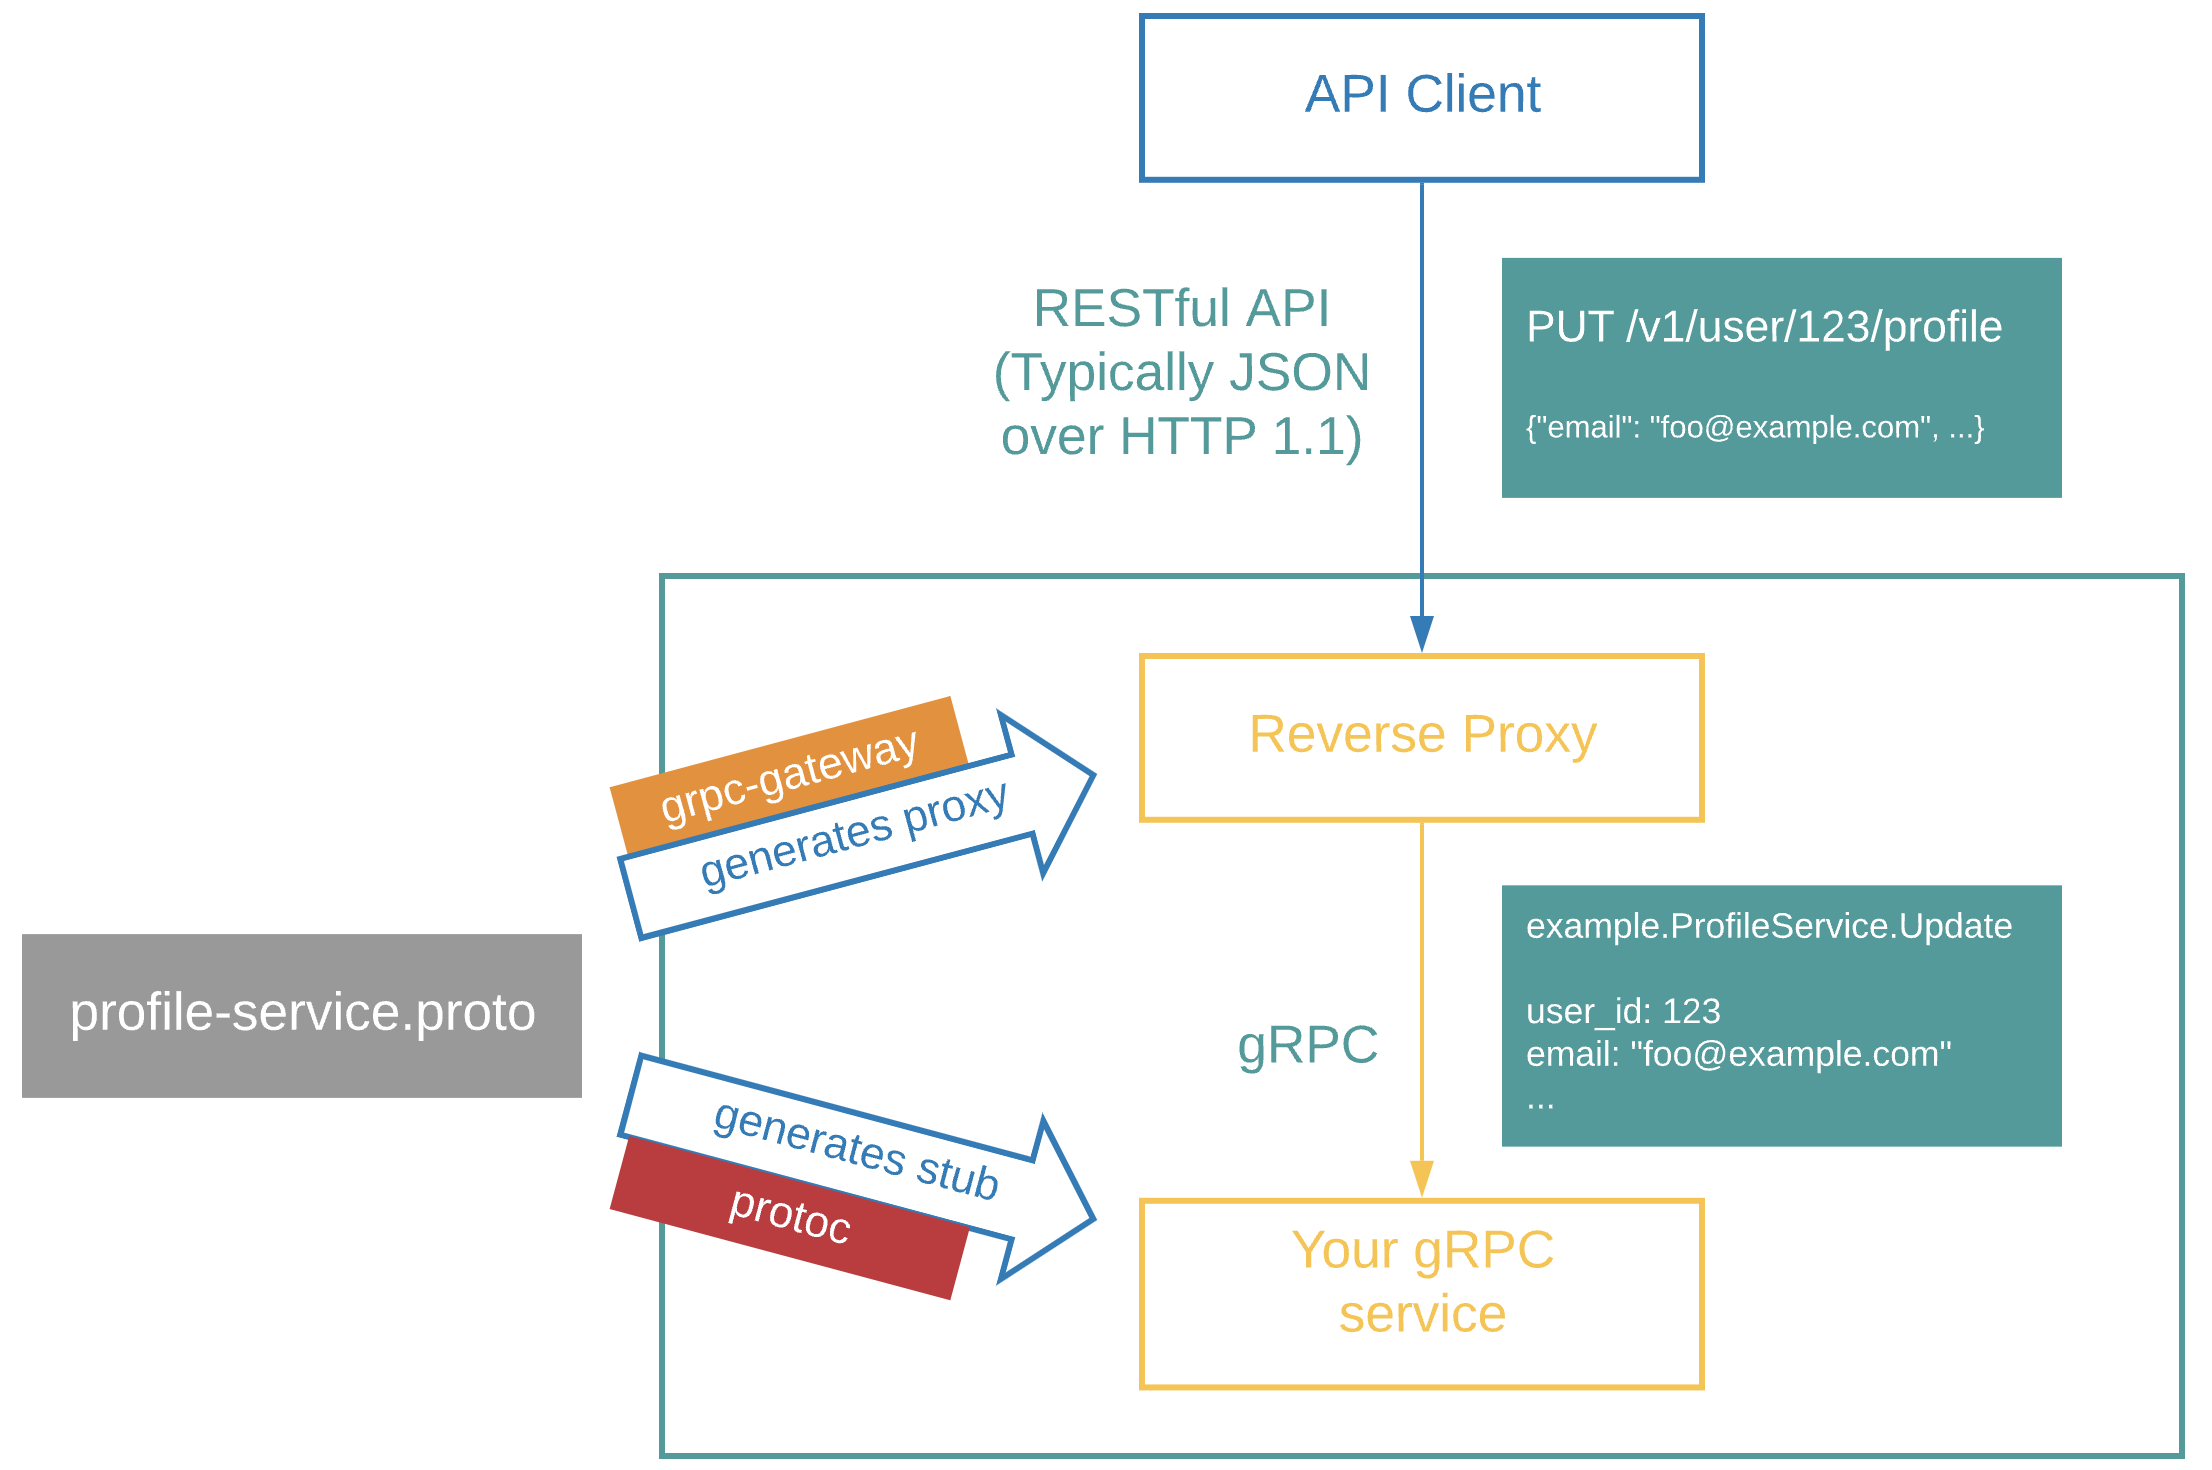 API Client
RESTful API
(Typically JSON
over HTTP 1.1)
PUT /v1/user/123/profile
{"email": "foo@example.com", ...}
Reverse Proxy
grpc-gateway
generates proxy
profile-service.proto
generates stub
protoc
gRPC
example.ProfileService.Update
user_id: 123
email: "foo@example.com"
...
Your gRPC
service